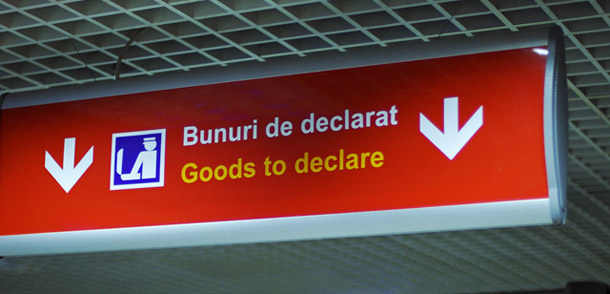 Bunuri de declarat
Goods to declare